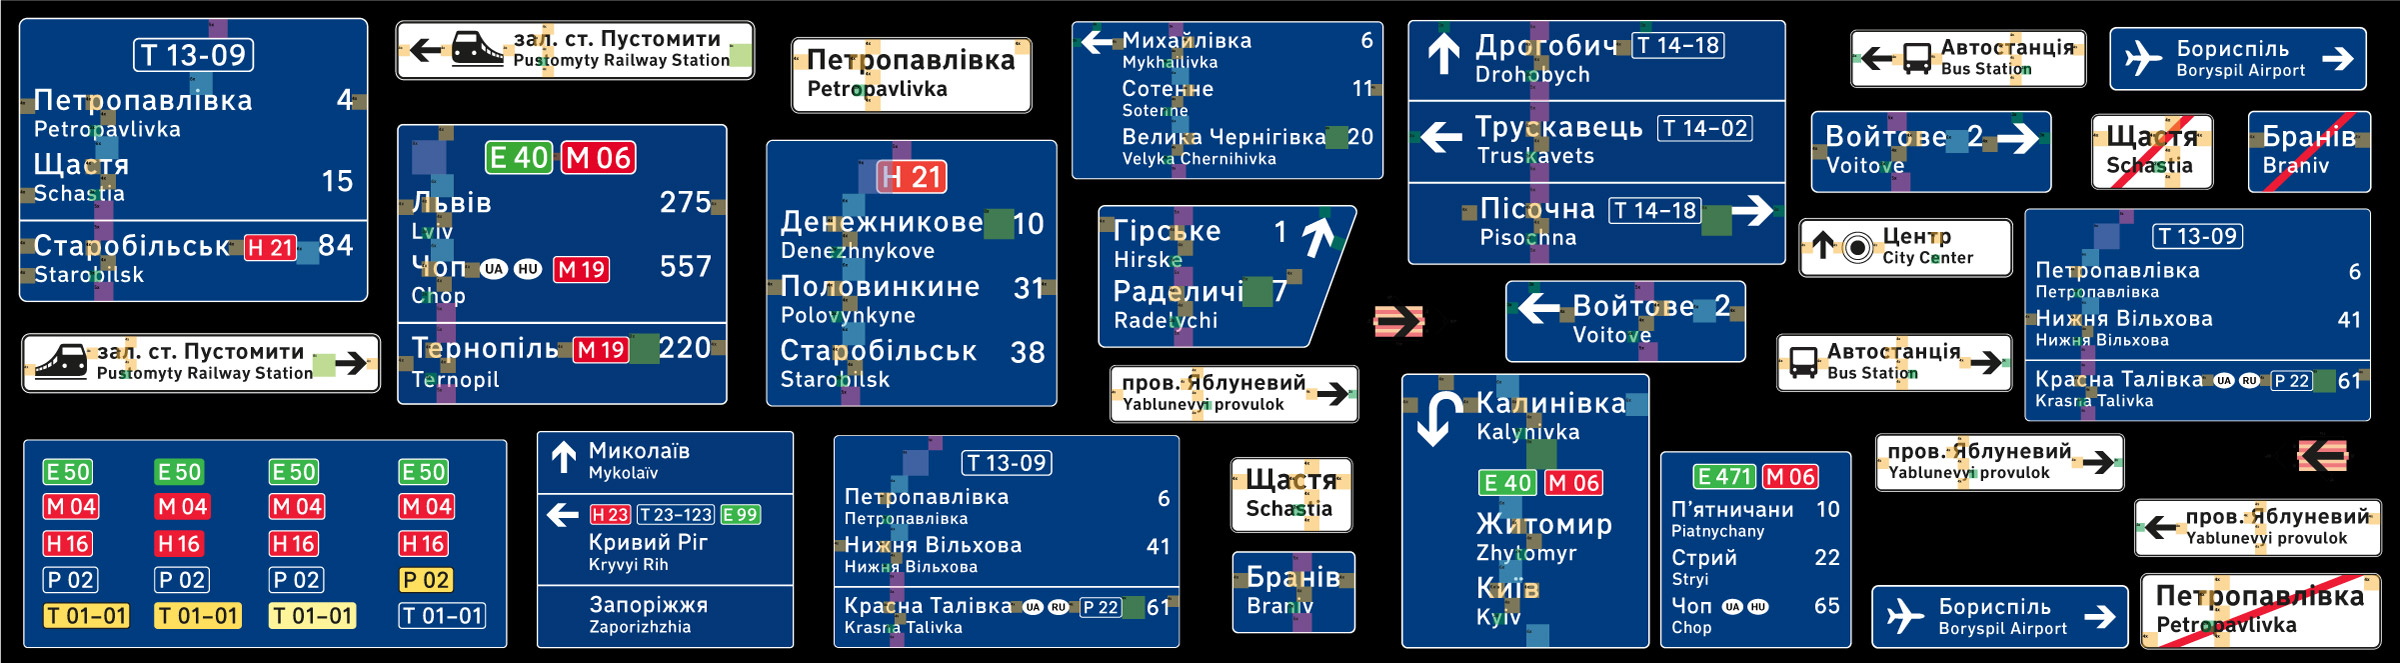 T 13-09
Петропавлівка 4
Petropavlivka
Щастя 15
Schastia
Старобільськ H 21 84
Starobilsk
зал. ст. Пустомити
Pustomyty Railway Station
Петропавлівка
Petropavlivka
Михайлівка 6
Mykhailivka
Сотенне 11
Sotenne
Велика Чернігівка 20
Velyka Chernihivka
Дрогобич T 14-18
Drohobych
Трускавець T 14-02
Truskavets
Пісочна T 14-18
Pisochna
Автостанція
Bus Station
Бориспіль
Boryspil Airport
Войтове 2
Voitove
Щастя
Schastia
Бранів
Braniv
E 40 M 06
Львів 275
Lviv
Чоп UA HU M 19 557
Chop
Тернопіль M 19 220
Ternopil
H 21
Денежникове 10
Denezhnykove
Половинкине 31
Polovynkyne
Старобільськ 38
Starobilsk
Гірське 1
Hirske
Раделичі 7
Radelychi
Центр
City Center
T 13-09
Петропавлівка 6
Петропавлівка
Нижня Вільхова 41
Нижня Вільхова
Красна Талівка UA RU P 22 61
Krasna Talivka
Войтове 2
Voitove
зал. ст. Пустомити
Pustomyty Railway Station
пров. Яблуневий
Yablunevyi provulok
Автостанція
Bus Station
E 50 E 50 E 50 E 50
M 04 M 04 M 04 M 04
H 16 H 16 H 16 H 16
P 02 P 02 P 02 P 02
T 01-01 T 01-01 T 01-01 T 01-01
Миколаїв
Mykolaïv
H 23 T 23-123 E 99
Кривий Ріг
Kryvyi Rih
Запоріжжя
Zaporizhzhia
T 13-09
Петропавлівка 6
Петропавлівка
Нижня Вільхова 41
Нижня Вільхова
Красна Талівка UA RU P 22 61
Krasna Talivka
Щастя
Schastia
Бранів
Braniv
Калинівка
Kalynivka
E 40 M 06
Житомир
Zhytomyr
Київ
Kyiv
E 471 M 06
П'ятничани 10
Piatnychany
Стрий 22
Stryi
Чоп UA HU 65
Chop
пров. Яблуневий
Yablunevyi provulok
пров. Яблуневий
Yablunevyi provulok
Бориспіль
Boryspil Airport
Петропавлівка
Petropavlivka